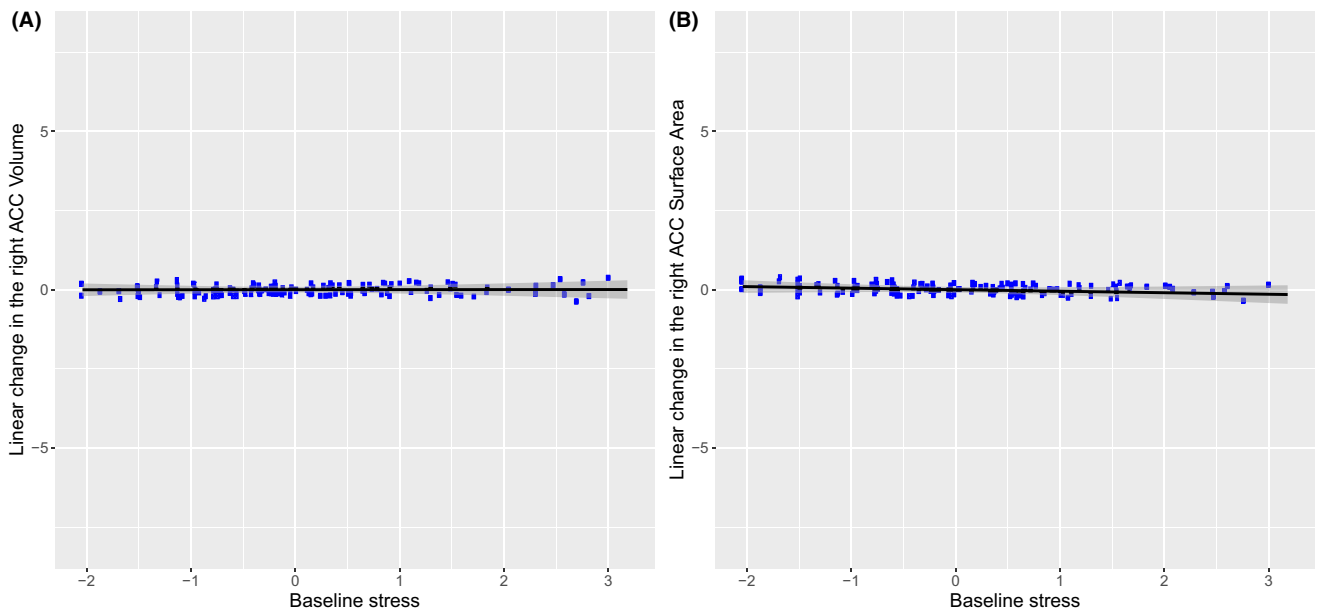 (A)
Linear change in the right ACC Volume
5
0
−5
−2 −1 0 1 2 3
Baseline stress
(B)
Linear change in the right ACC Surface Area
5
0
−5
−2 −1 0 1 2 3
Baseline stress